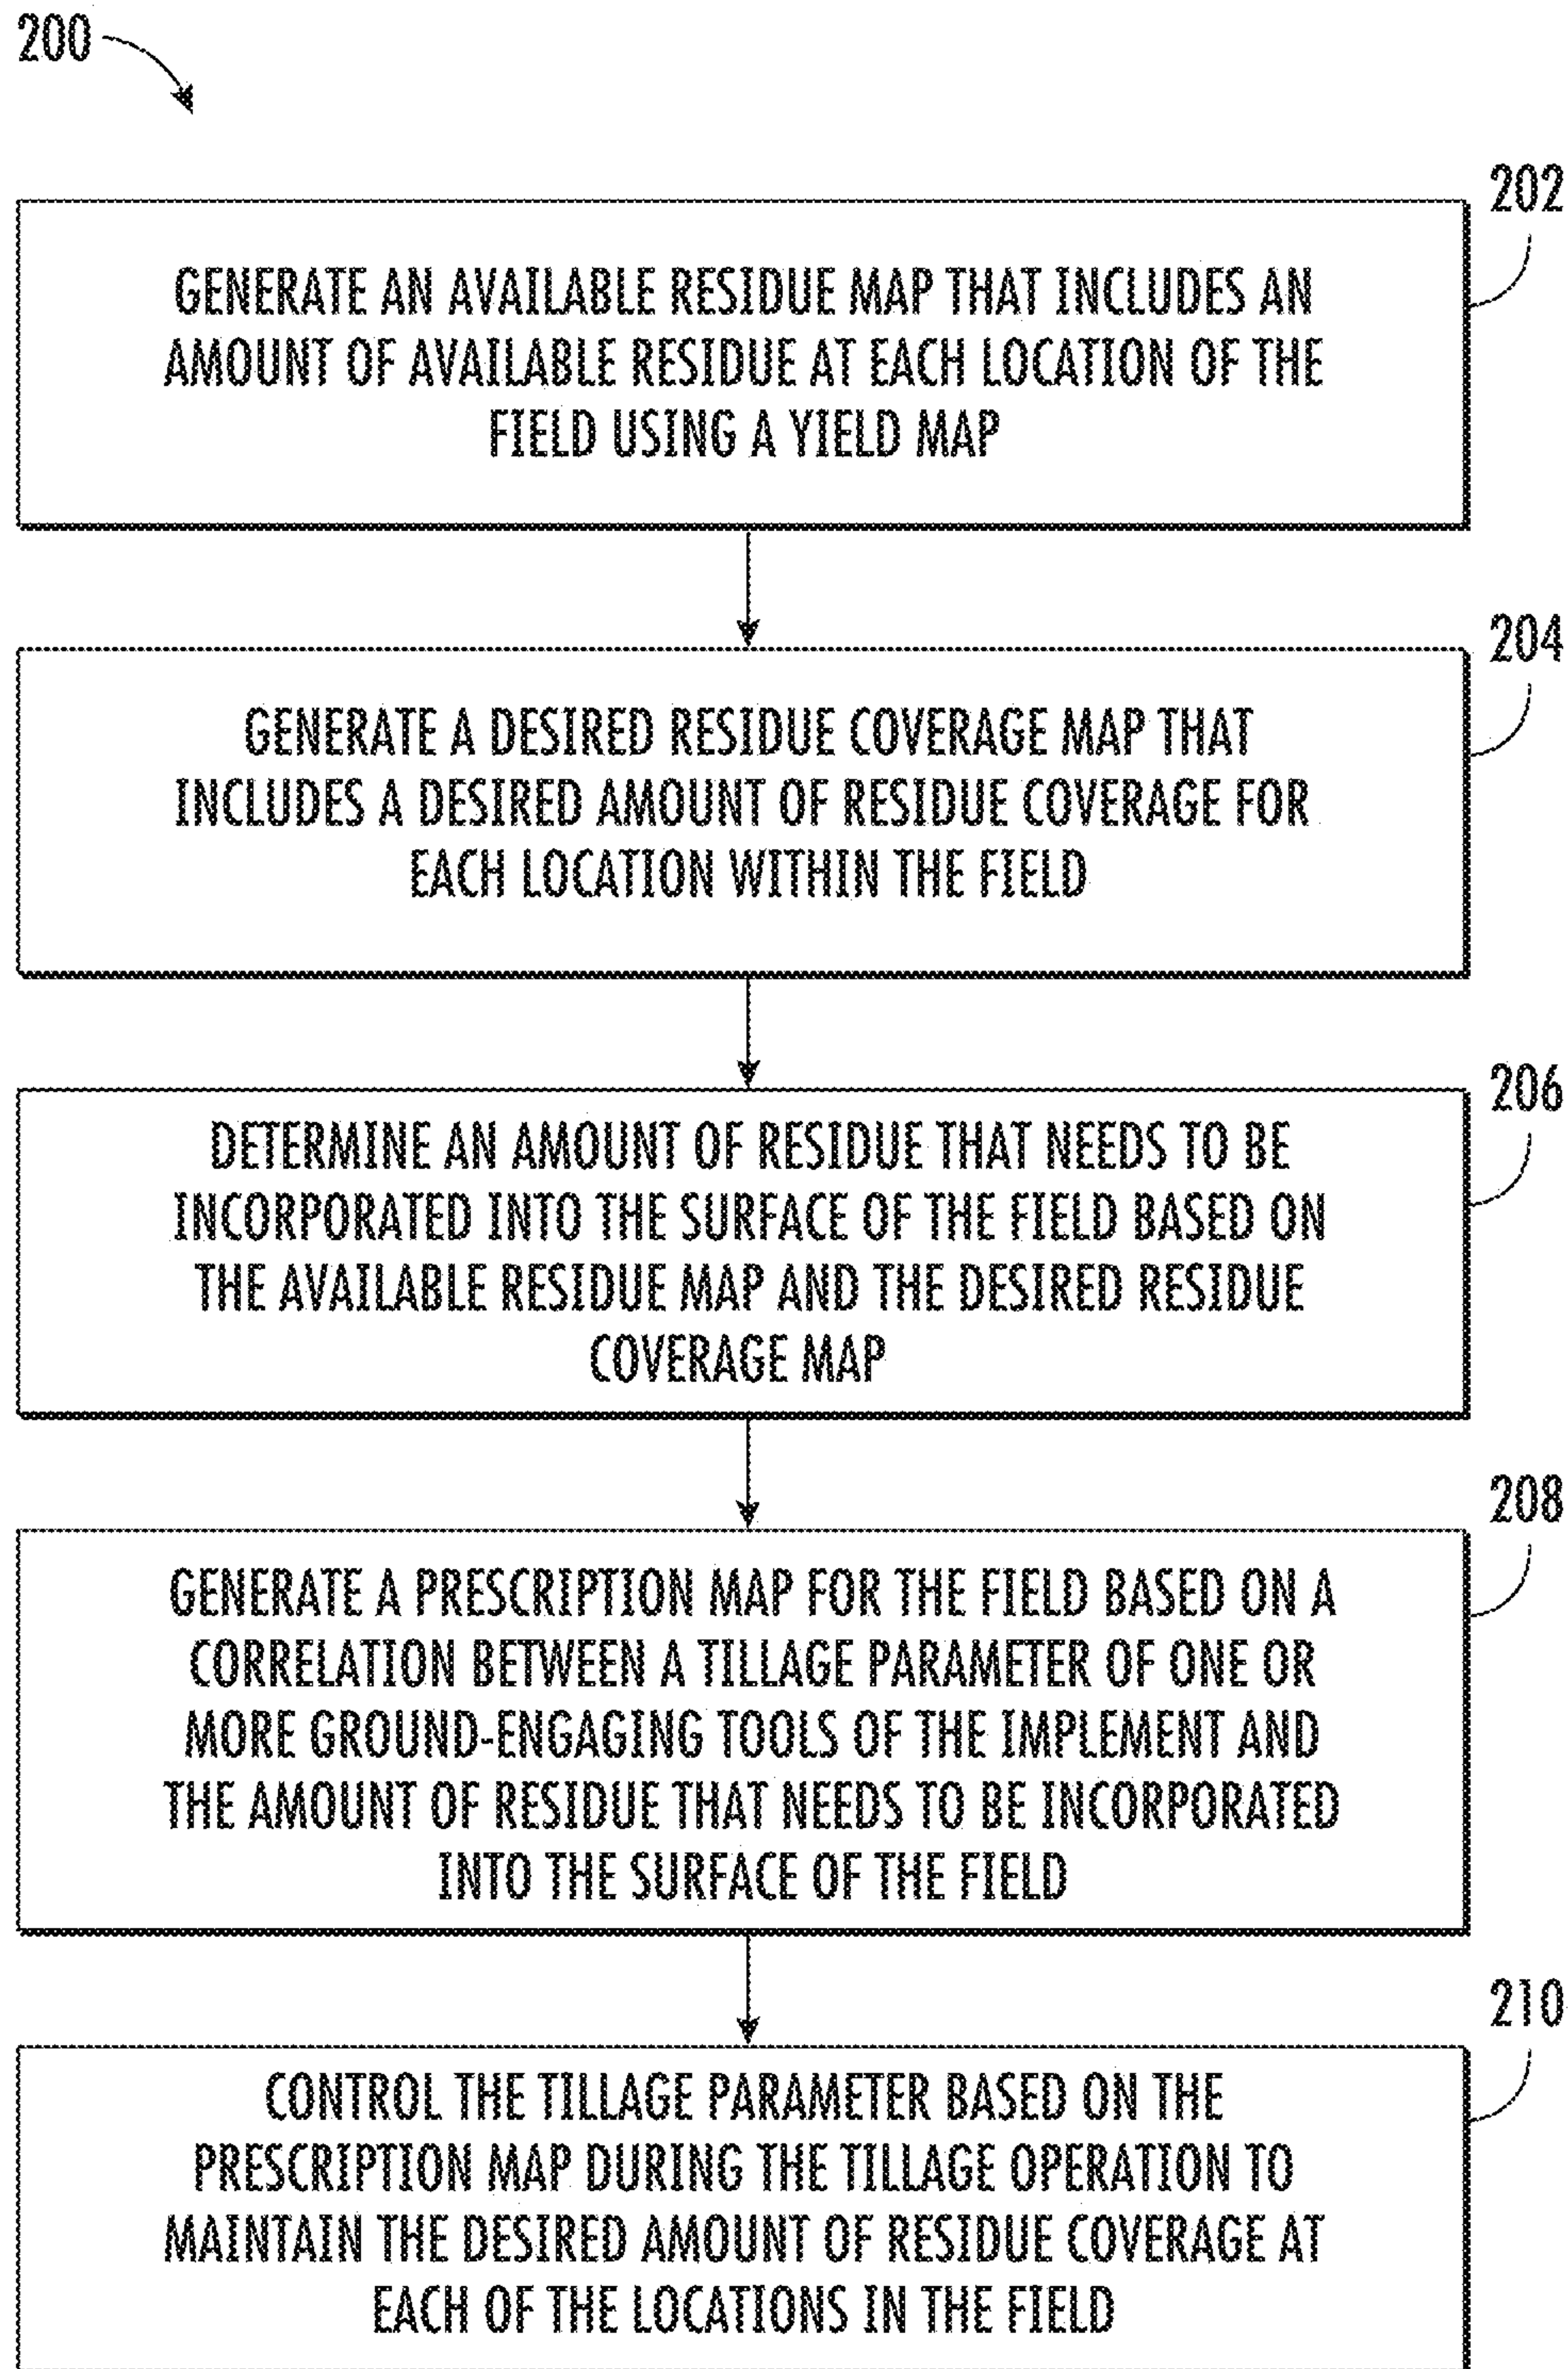 200
202
GENERATE AN AVAILABLE RESIDUE MAP THAT INCLUDES AN
AMOUNT OF AVAILABLE RESIDUE AT EACH LOCATION OF THE
FIELD USING A YIELD MAP
204
GENERATE A DESIRED RESIDUE COVERAGE MAP THAT
INCLUDES A DESIRED AMOUNT OF RESIDUE COVERAGE FOR
EACH LOCATION WITHIN THE FIELD
206
DETERMINE AN AMOUNT OF RESIDUE THAT NEEDS TO BE
INCORPORATED INTO THE SURFACE OF THE FIELD BASED ON
THE AVAILABLE RESIDUE MAP AND THE DESIRED RESIDUE
COVERAGE MAP
208
GENERATE A PRESCRIPTION MAP FOR THE FIELD BASED ON A
CORRELATION BETWEEN A TILLAGE PARAMETER OF ONE OR
MORE GROUND-ENGAGING TOOLS OF THE IMPLEMENT AND
THE AMOUNT OF RESIDUE THAT NEEDS TO BE INCORPORATED
INTO THE SURFACE OF THE FIELD
210
CONTROL THE TILLAGE PARAMETER BASED ON THE
PRESCRIPTION MAP DURING THE TILLAGE OPERATION TO
MAINTAIN THE DESIRED AMOUNT OF RESIDUE COVERAGE AT
EACH OF THE LOCATIONS IN THE FIELD